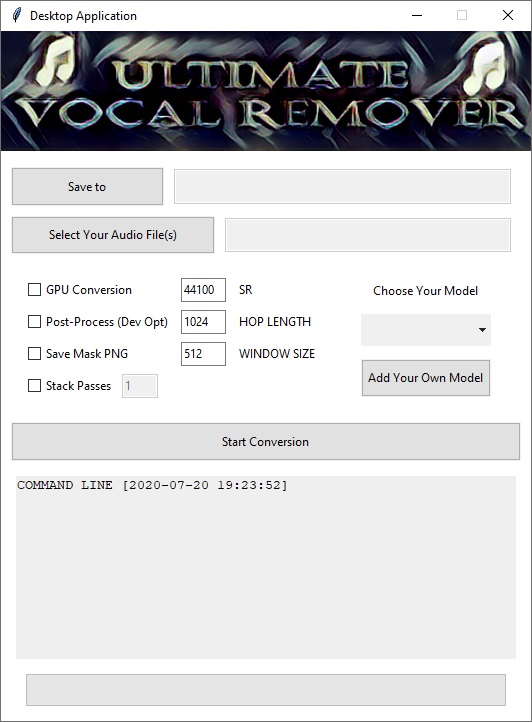 Desktop Application
ULTIMATE
VOCAL REMOVER
Save to
Select Your Audio File(s)
GPU Conversion 44100 SR
Choose Your Model
Post-Process (Dev Opt) 1024 HOP LENGTH
Save Mask PNG 512 WINDOW SIZE
Add Your Own Model
Stack Passes 1
Start Conversion
COMMAND LINE [2020-07-20 19:23:52]